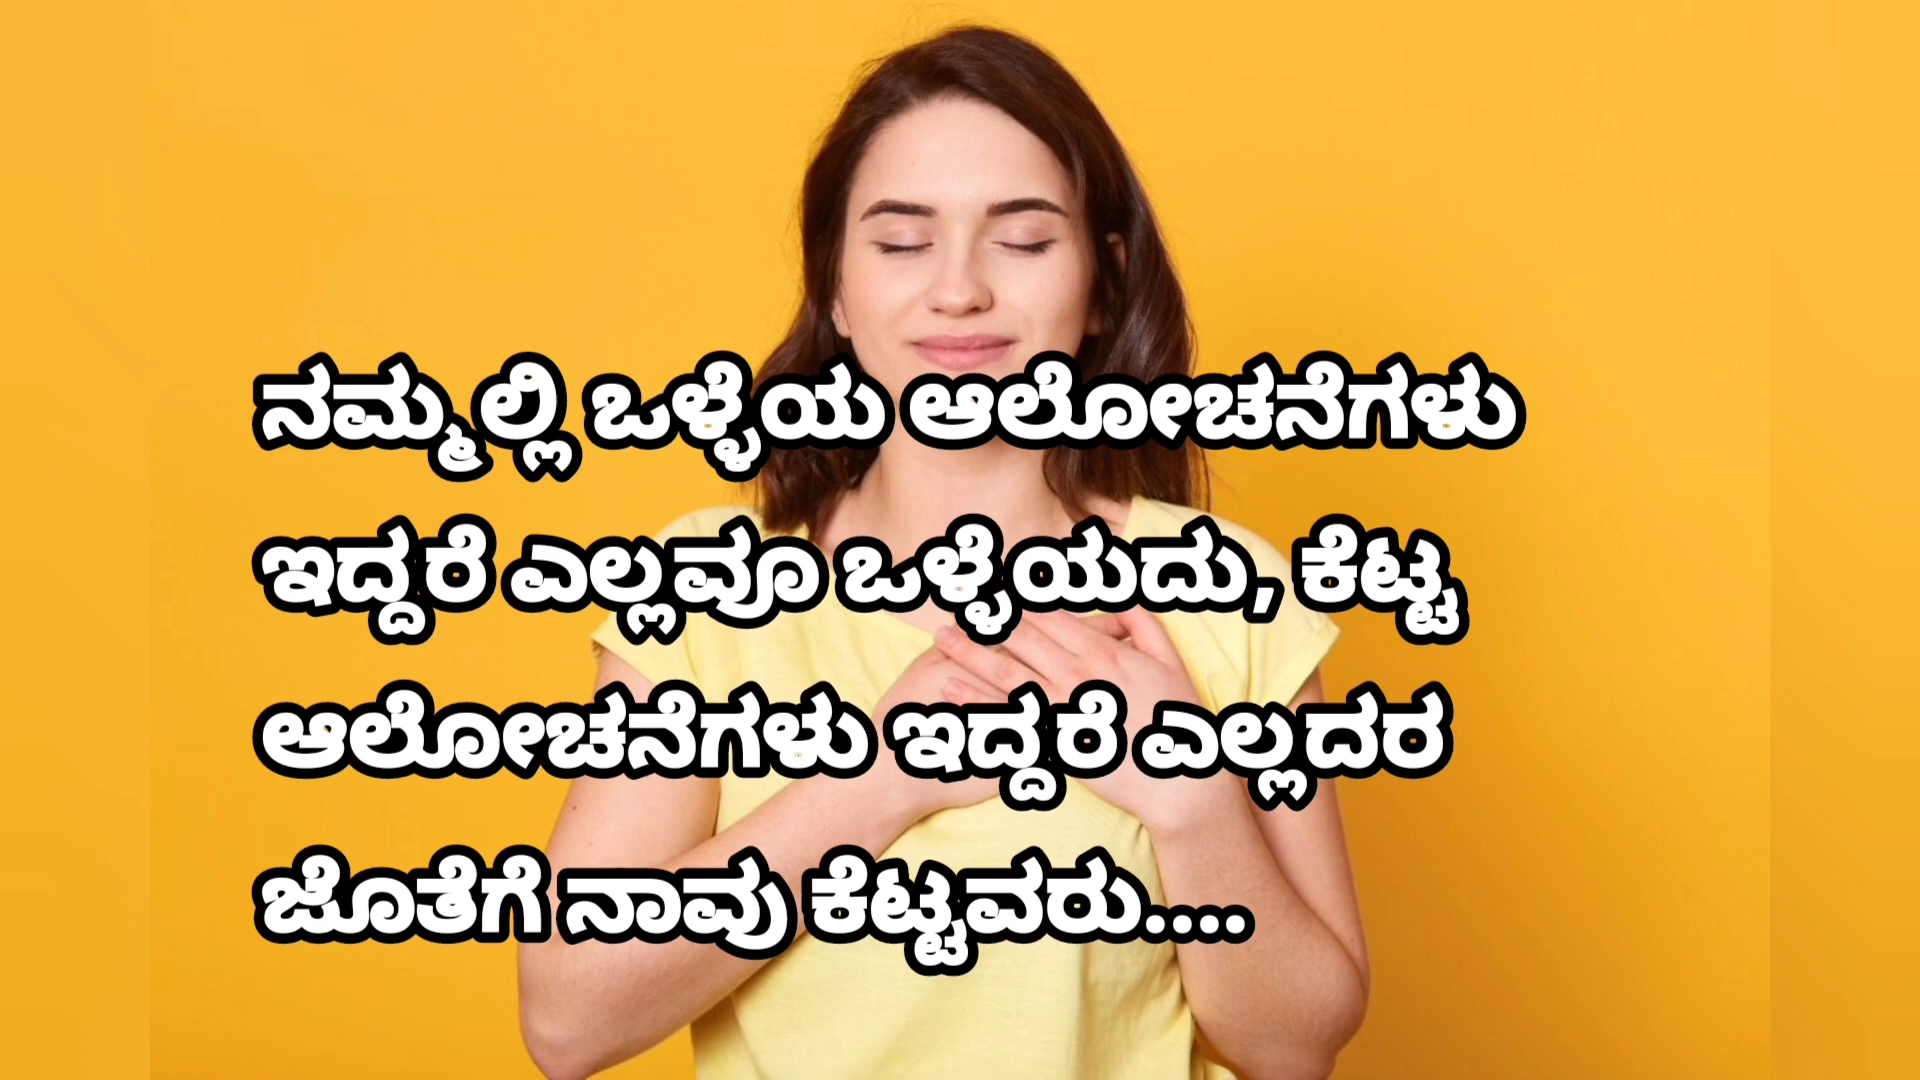 ನಮ್ಮಲ್ಲಿ ಒಳ್ಳೆಯ ಆಲೋಚನೆಗಳು
ಇದ್ದರೆ ಎಲ್ಲವೂ ಒಳ್ಳೆಯದು, ಕೆಟ್ಟ
ಆಲೋಚನೆಗಳು ಇದ್ದರೆ ಎಲ್ಲದರ
ಜೊತೆಗೆ ನಾವು ಕೆಟ್ಟವರು....